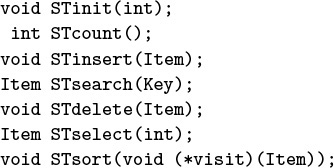 void STinit(int);
 int STcount();
void STinsert(Item);
Item STsearch(Key);
void STdelete(Item);
Item STselect(int);
void STsort(void (*visit)(Item));